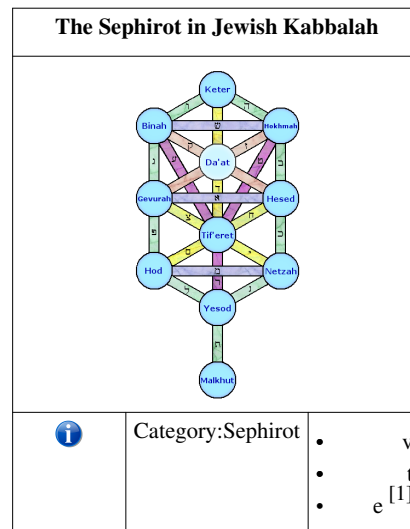 The Sephirot in Jewish Kabbalah
Keter
Binah
Hokhmah
Da'at
Gevurah
Hesed
Tif'eret
Hod
Netzah
Yesod
Malkhut
Category:Sephirot
• v
• t
• e [1]